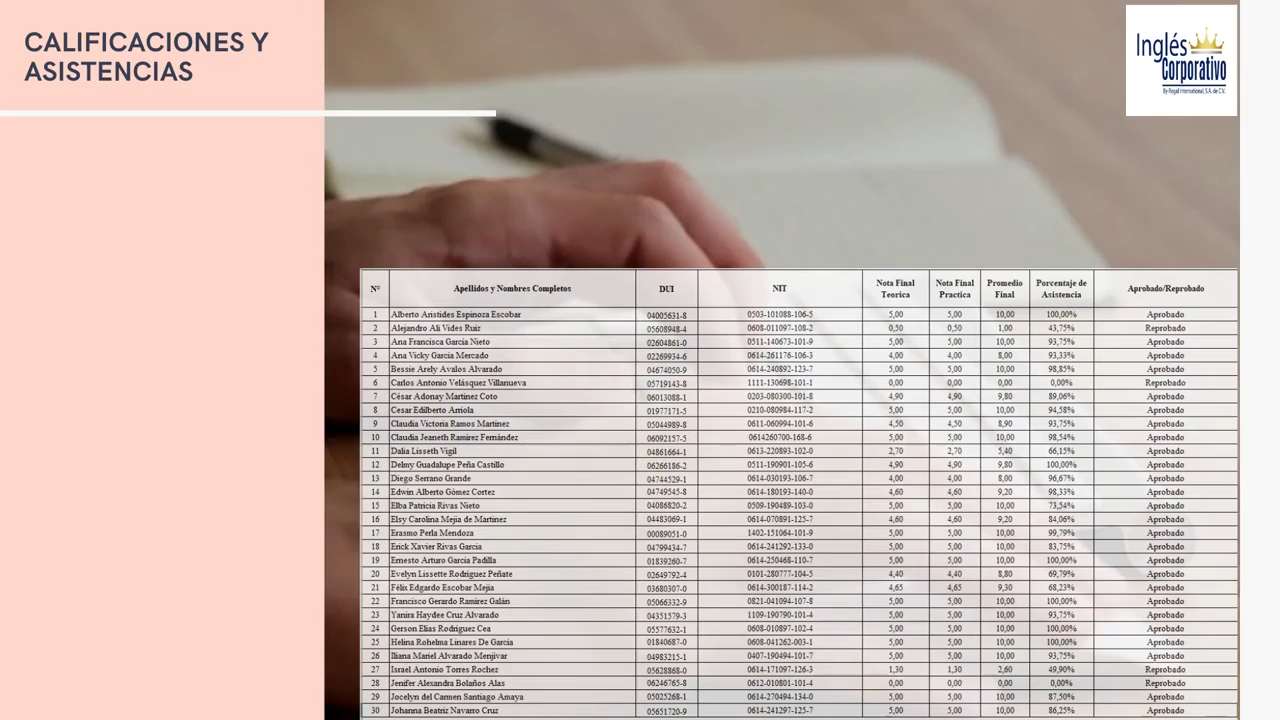 CALIFICACIONES Y
ASISTENCIAS
Inglés
Corporativo
By Regal International, S.A. de C.V.
N° Apellidos y Nombres Completos DUI NIT Nota Final Teorica Nota Final Practica Promedio Final Porcentaje de Asistencia Aprobado/Reprobado
1 Alberto Aristides Espinoza Escobar 04005631-8 0503-101088-106-5 5,00 5,00 10,00 100,00% Aprobado
2 Alejandro Alí Vides Ruiz 05608948-4 0608-011097-108-2 0,50 0,50 1,00 43,75% Reprobado
3 Ana Francisca García Nieto 02604861-0 0511-140673-101-9 5,00 5,00 10,00 93,75% Aprobado
4 Ana Vicky Garcia Mercado 02269934-6 0614-261176-106-3 4,00 4,00 8,00 93,33% Aprobado
5 Bessie Arely Avalos Alvarado 04674050-9 0614-240892-123-7 5,00 5,00 10,00 98,85% Aprobado
6 Carlos Antonio Velásquez Villanueva 05719143-8 1111-130698-101-1 0,00 0,00 0,00 0,00% Reprobado
7 César Adonay Martinez Coto 06013088-1 0203-080300-101-8 4,90 4,90 9,80 89,06% Aprobado
8 Cesar Edilberto Arriola 01977171-5 0210-080984-117-2 5,00 5,00 10,00 94,58% Aprobado
9 Claudia Victoria Ramos Martínez 05044989-8 0611-060994-101-6 4,50 4,50 8,90 93,75% Aprobado
10 Claudia Jeaneth Ramírez Fernández 06092157-5 0614260700-168-6 5,00 5,00 10,00 98,54% Aprobado
11 Dalia Lisseth Vigil 04861664-1 0613-220893-102-0 2,70 2,70 5,40 66,15% Aprobado
12 Delmy Guadalupe Peña Castillo 06266186-2 0511-190901-105-6 4,90 4,90 9,80 100,00% Aprobado
13 Diego Serrano Grande 04744529-1 0614-030193-106-7 4,00 4,00 8,00 96,67% Aprobado
14 Edwin Alberto Gómez Cortez 04749545-8 0614-180193-140-0 4,60 4,60 9,20 98,33% Aprobado
15 Elba Patricia Rivas Nieto 04086820-2 0509-190489-103-0 5,00 5,00 10,00 73,54% Aprobado
16 Elsy Carolina Mejia de Martinez 04483069-1 0614-070891-125-7 4,60 4,60 9,20 84,06% Aprobado
17 Erasmo Perla Mendoza 00089051-0 1402-151064-101-9 5,00 5,00 10,00 99,79% Aprobado
18 Erick Xavier Rivas Garcia 04799434-7 0614-241292-133-0 5,00 5,00 10,00 83,75% Aprobado
19 Ernesto Arturo Garcia Padilla 01839260-7 0614-250468-110-7 5,00 5,00 10,00 100,00% Aprobado
20 Evelyn Lissette Rodríguez Peñate 02649792-4 0101-280777-104-5 4,40 4,40 8,80 69,79% Aprobado
21 Félix Edgardo Escobar Mejía 03680307-0 0614-300187-114-2 4,65 4,65 9,30 68,23% Aprobado
22 Francisco Gerardo Ramírez Galán 05066332-9 0821-041094-107-8 5,00 5,00 10,00 100,00% Aprobado
23 Yanira Haydee Cruz Alvarado 04351579-3 1109-190790-101-4 5,00 5,00 10,00 93,75% Aprobado
24 Gerson Elías Rodríguez Cea 05577632-1 0608-010897-102-4 5,00 5,00 10,00 100,00% Aprobado
25 Helina Rohelma Linares De García 01840687-0 0608-041262-003-1 5,00 5,00 10,00 100,00% Aprobado
26 Iliana Mariel Alvarado Menjivar 04983215-1 0407-190494-101-7 5,00 5,00 10,00 93,75% Aprobado
27 Israel Antonio Torres Rochez 05628868-0 0614-171097-126-3 1,30 1,30 2,60 49,90% Reprobado
28 Jenifer Alexandra Bolaños Alas 06246765-8 0612-010801-101-4 0,00 0,00 0,00 0,00% Reprobado
29 Jocelyn del Carmen Santiago Amaya 05025268-1 0614-270494-134-0 5,00 5,00 10,00 87,50% Aprobado
30 Johanna Beatriz Navarro Cruz 05651720-9 0614-241297-125-7 5,00 5,00 10,00 86,25% Aprobado